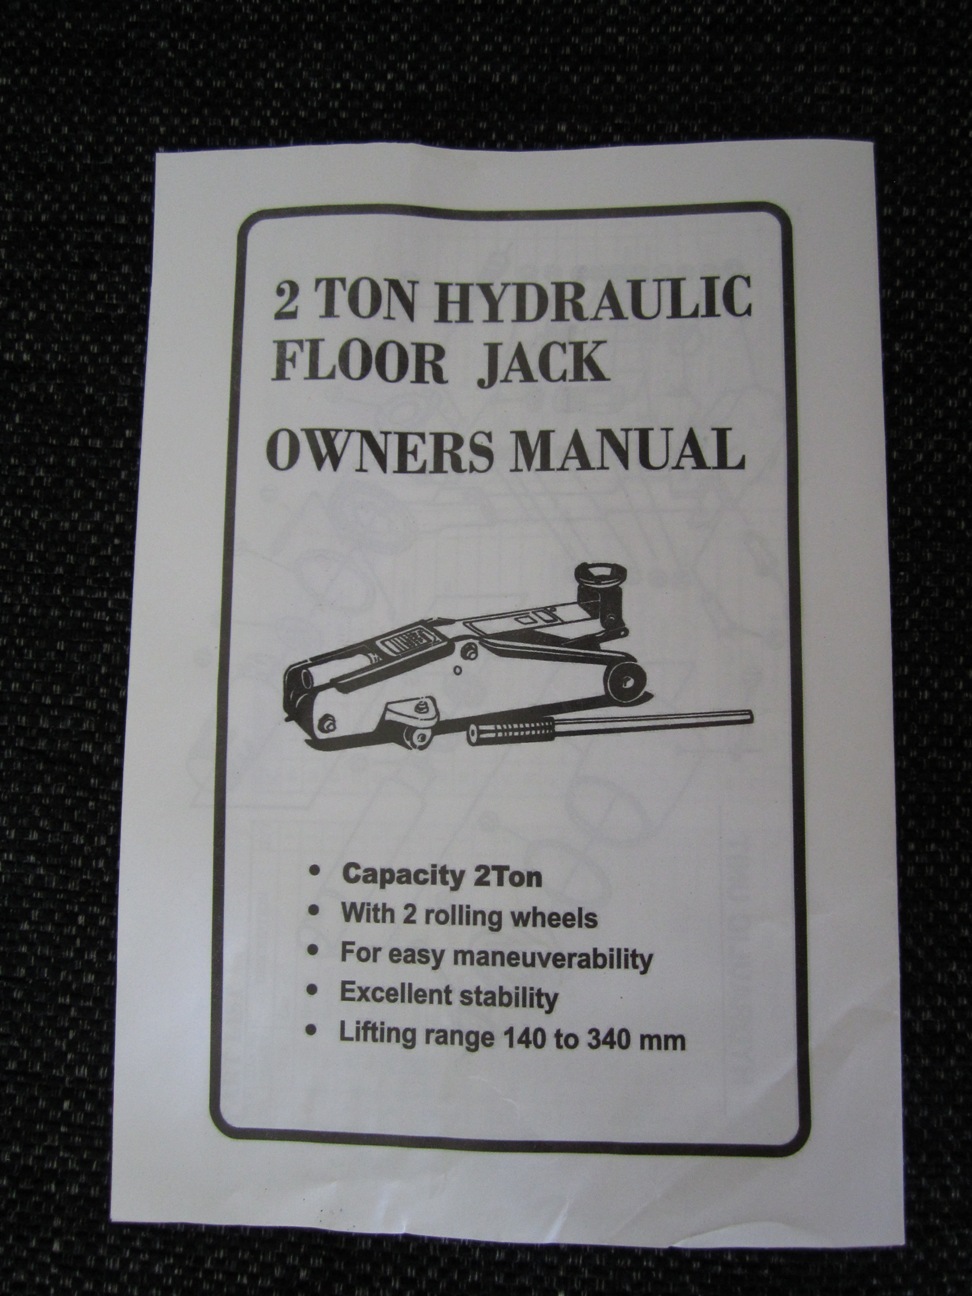 2 TON HYDRAULIC
FLOOR JACK
OWNERS MANUAL
• Capacity 2Ton
• With 2 rolling wheels
• For easy maneuverability
• Excellent stability
• Lifting range 140 to 340 mm